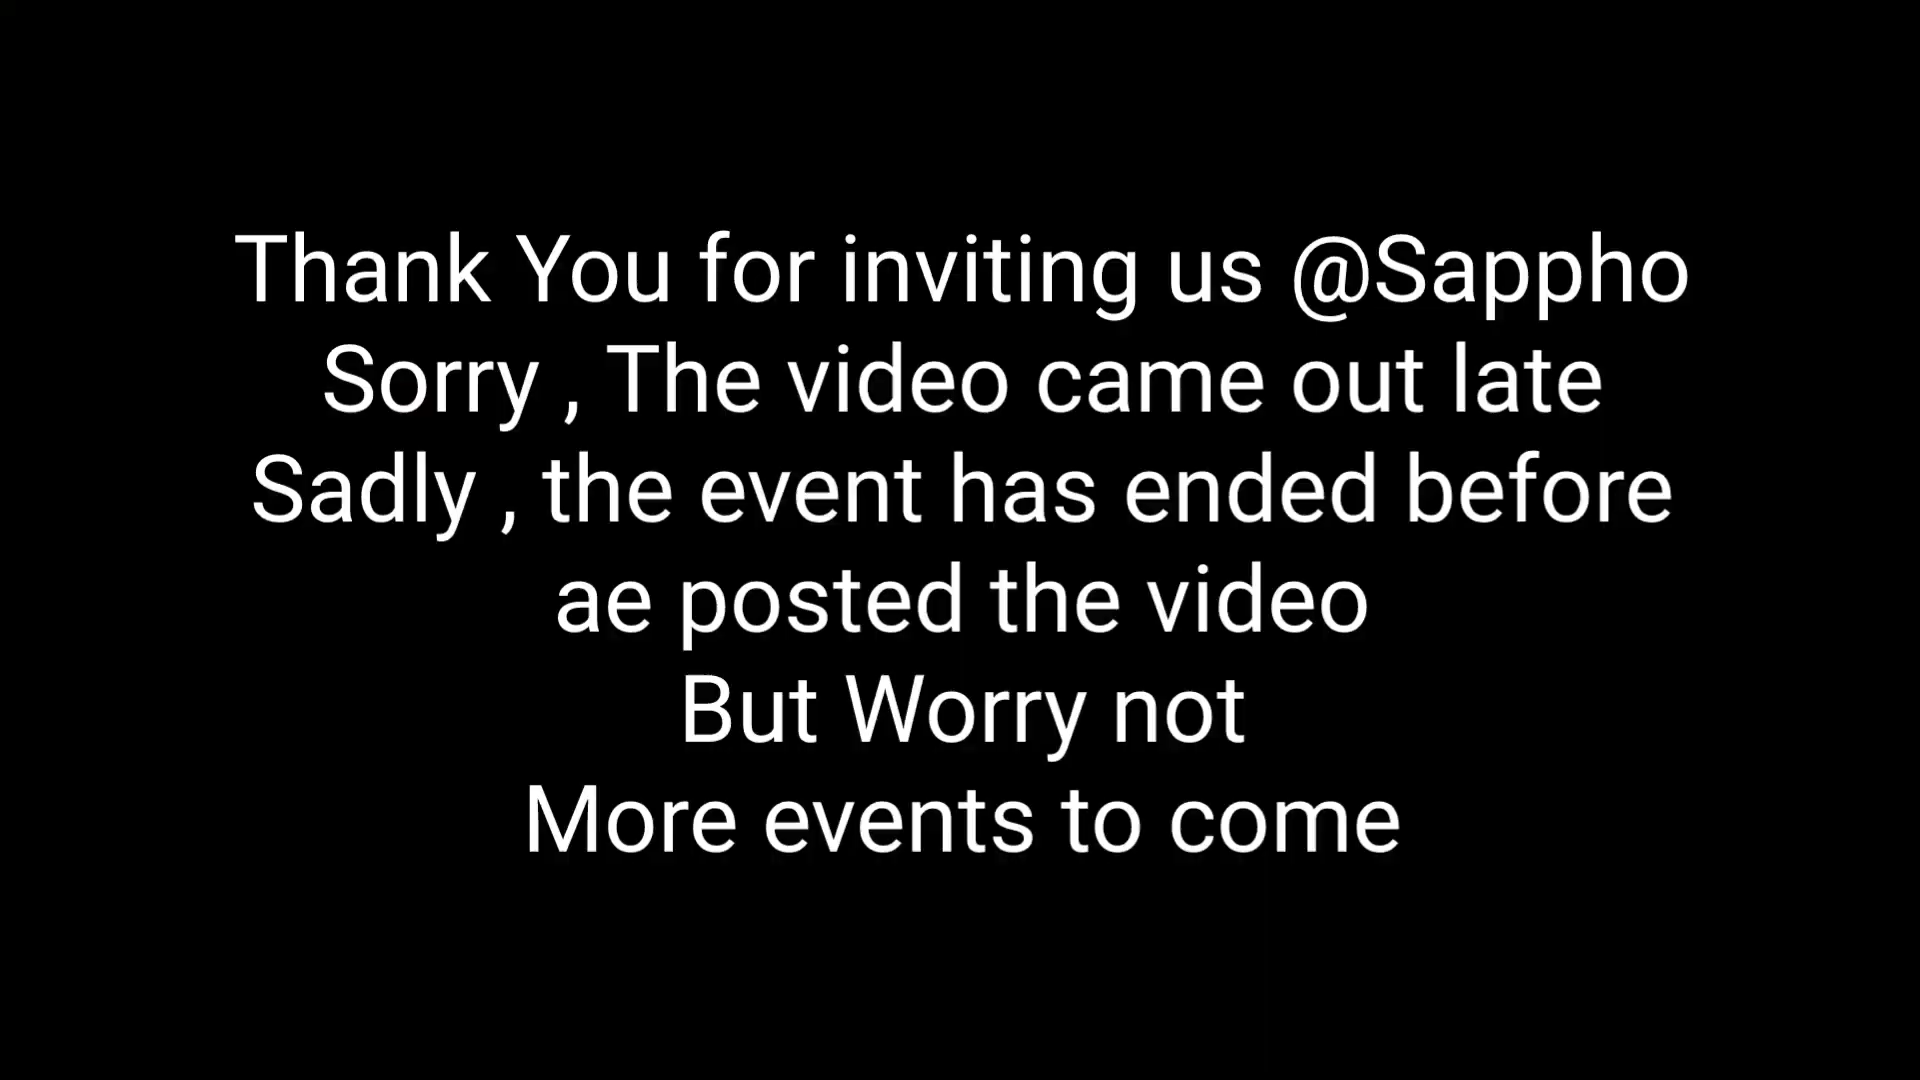 Thank You for inviting us @Sappho
Sorry , The video came out late
Sadly , the event has ended before
ae posted the video
But Worry not
More events to come